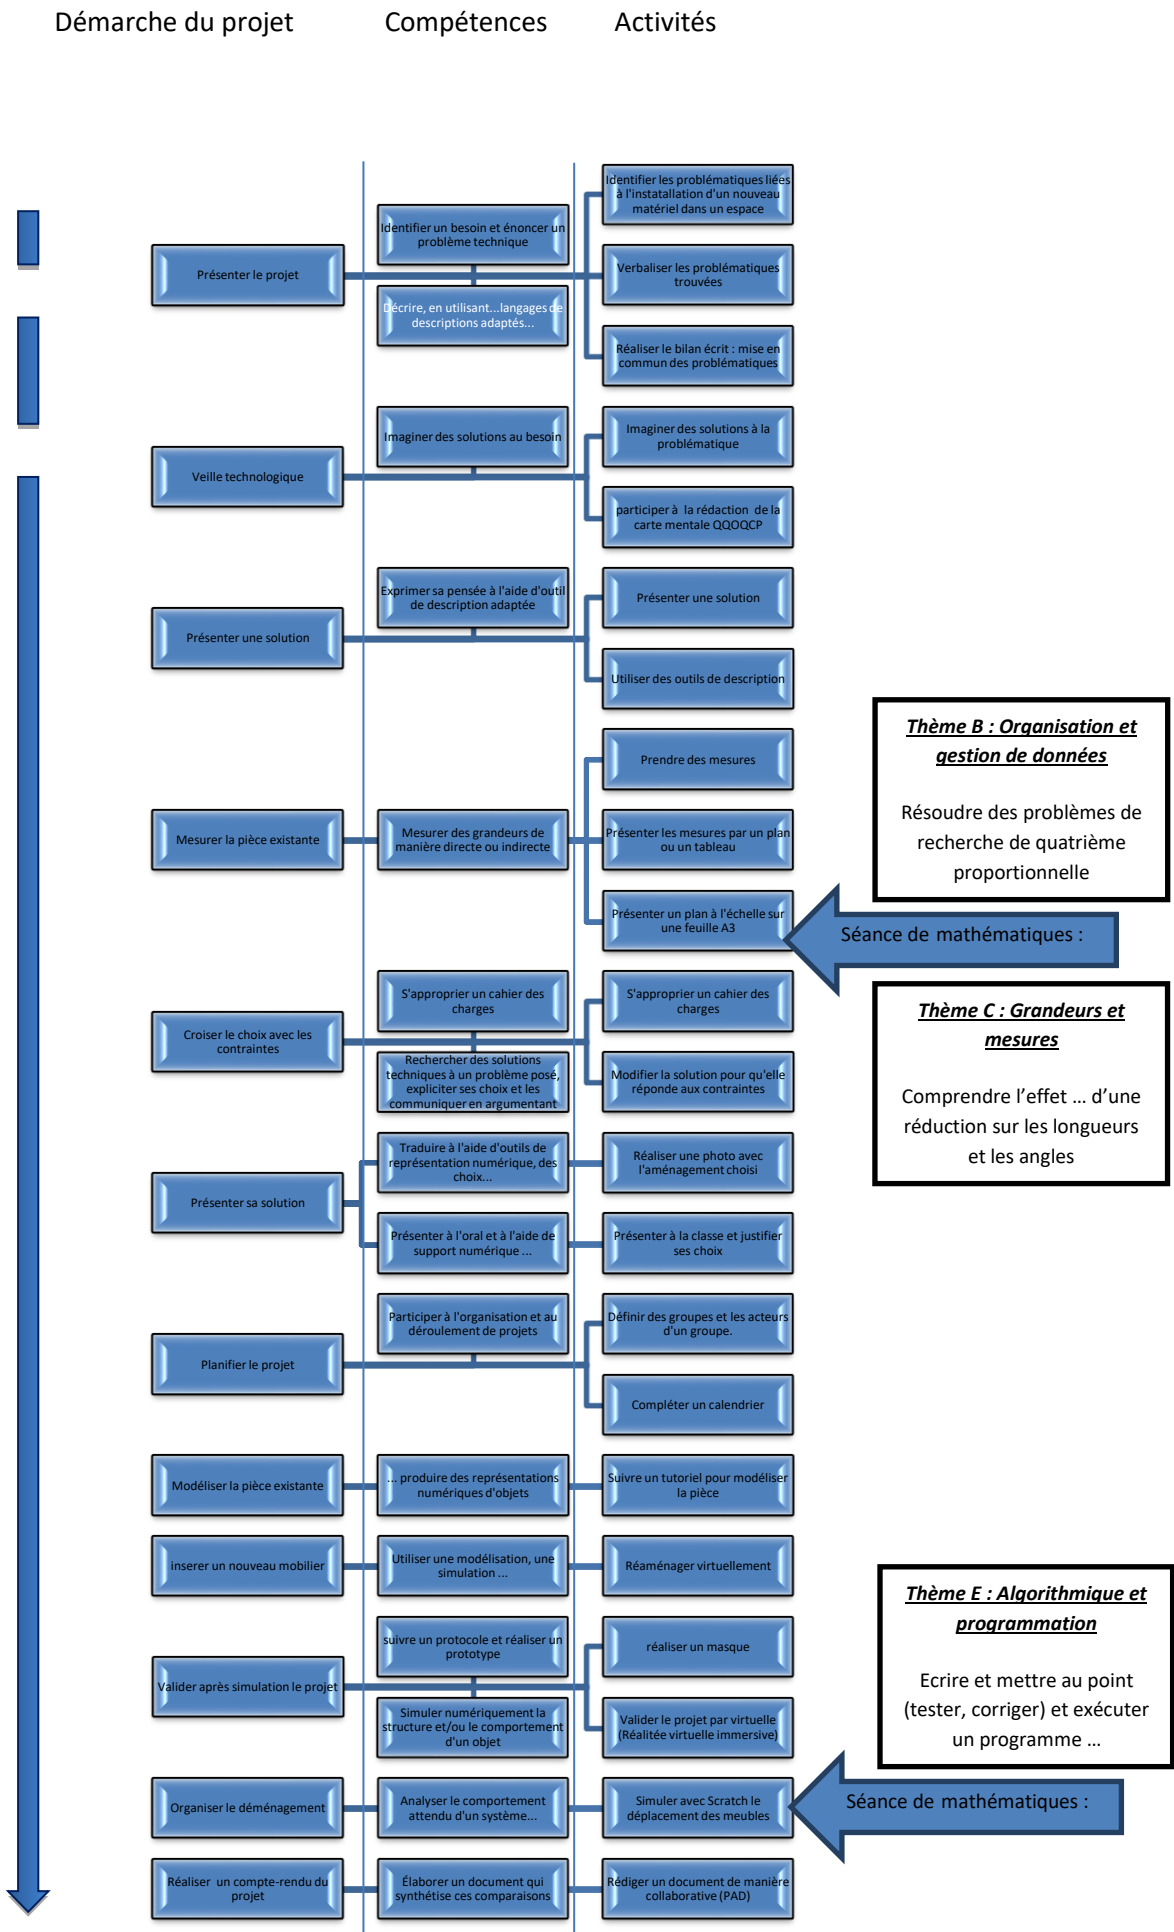 Démarche du projet
Compétences
Activités
Présenter le projet
Identifier un besoin et énoncer un
problème technique
Décrire, en utilisant...langages de
descriptions adaptés...
Identifier les problématiques liées
à l'instatallation d'un nouveau
matériel dans un espace
Verbaliser les problématiques
trouvées
Réaliser le bilan écrit : mise en
commun des problématiques
Veille technologique
Imaginer des solutions au besoin
Imaginer des solutions à la
problématique
participer à la rédaction de la
carte mentale QQOQCP
Présenter une solution
Exprimer sa pensée à l'aide d'outil
de description adaptée
Présenter une solution
Utiliser des outils de description
Mesurer la pièce existante
Mesurer des grandeurs de
manière directe ou indirecte
Prendre des mesures
Présenter les mesures par un plan
ou un tableau
Présenter un plan à l'échelle sur
une feuille A3
Thème B : Organisation et
gestion de données
Résoudre des problèmes de
recherche de quatrième
proportionnelle
Séance de mathématiques :
Thème C : Grandeurs et
mesures
Comprendre l’effet … d’une
réduction sur les longueurs
et les angles
Croiser le choix avec les
contraintes
S'approprier un cahier des
charges
Rechercher des solutions
techniques à un problème posé,
expliciter ses choix et les
communiquer en argumentant
S'approprier un cahier des
charges
Modifier la solution pour qu'elle
réponde aux contraintes
Présenter sa solution
Traduire à l'aide d'outils de
représentation numérique, des
choix...
Présenter à l'oral et à l'aide de
support numérique ...
Réaliser une photo avec
l'aménagement choisi
Présenter à la classe et justifier
ses choix
Planifier le projet
Participer à l'organisation et au
déroulement de projets
Définir des groupes et les acteurs
d'un groupe.
Compléter un calendrier
Modéliser la pièce existante
... produire des représentations
numériques d'objets
Suivre un tutoriel pour modéliser
la pièce
inserer un nouveau mobilier
Utiliser une modélisation, une
simulation ...
Réaménager virtuellement
Valider après simulation le projet
suivre un protocole et réaliser un
prototype
Simuler numériquement la
structure et/ou le comportement
d'un objet
réaliser un masque
Valider le projet par virtuelle
(Réalitée virtuelle immersive)
Thème E : Algorithmique et
programmation
Ecrire et mettre au point
(tester, corriger) et exécuter
un programme …
Organiser le déménagement
Analyser le comportement
attendu d'un système...
Simuler avec Scratch le
déplacement des meubles
Séance de mathématiques :
Réaliser un compte-rendu du
projet
Élaborer un document qui
synthétise ces comparaisons
Rédiger un document de manière
collaborative (PAD)